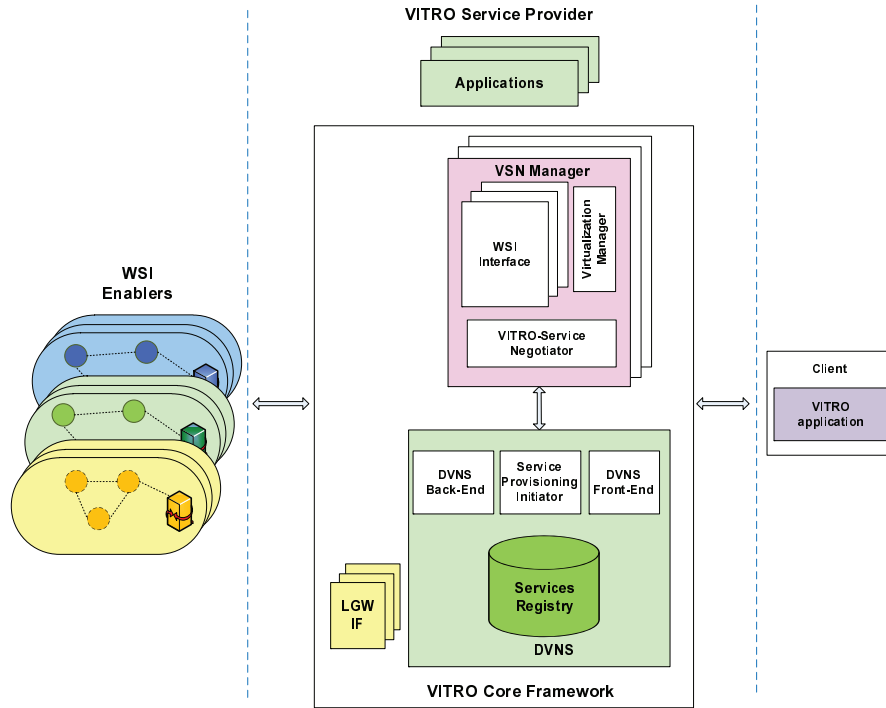 VITRO Service Provider
Applications
VSN Manager
WSI
Interface
Virtualization
Manager
VITRO-Service
Negotiator
WSI
Enablers
Client
VITRO
application
DVNS
Back-End
Service
Provisioning
Initiator
DVNS
Front-End
Services
Registry
LGW
IF
DVNS
VITRO Core Framework